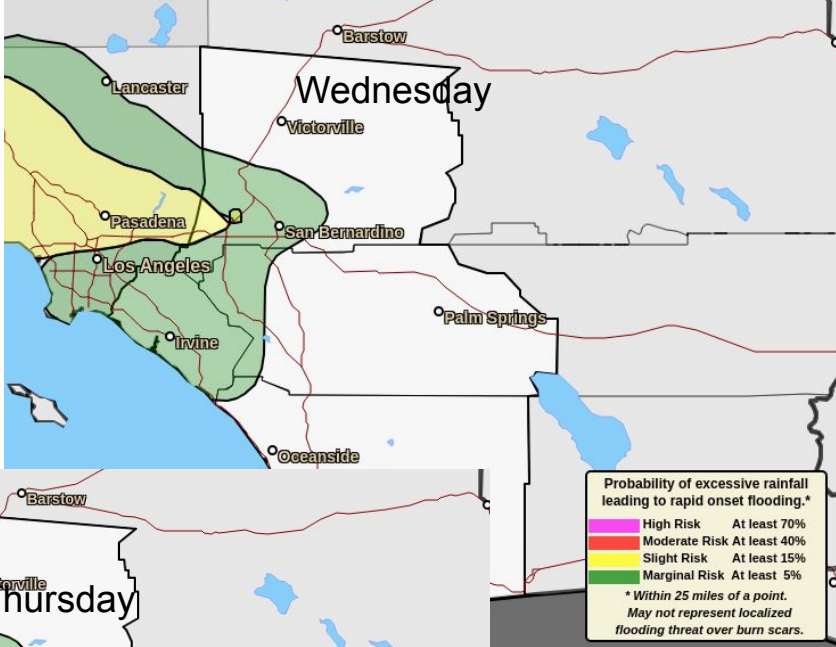 Barstow
Lancaster
Wednesday
Victorville
Pasadena
San Bernardino
Los Angeles
Palm Springs
Irvine
Oceanside
Probability of excessive rainfall
leading to rapid onset flooding.*
High Risk At least 70%
Moderate Risk At least 40%
Slight Risk At least 15%
Marginal Risk At least 5%
* Within 25 miles of a point.
May not represent localized
flooding threat over burn scars.
Barstow
torville
hursday